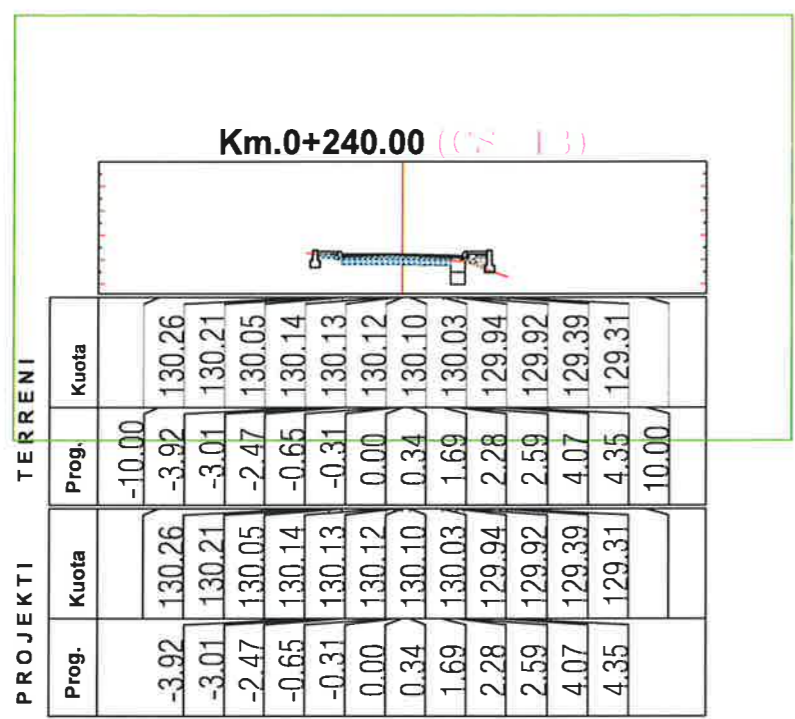 Km.0+240.00
TERRENI
Kuota 130.26 130.21 130.05 130.14 130.13 130.12 130.10 130.03 129.94 129.92 129.39 129.31
Prog. -10.00 -3.92 -3.01 -2.47 -0.65 -0.31 0.00 0.34 1.69 2.28 2.59 4.07 4.35 10.00
PROJEKTI
Kuota 130.26 130.21 130.05 130.14 130.13 130.12 130.10 130.03 129.94 129.92 129.39 129.31
Prog. -3.92 -3.01 -2.47 -0.65 -0.31 0.00 0.34 1.69 2.28 2.59 4.07 4.35